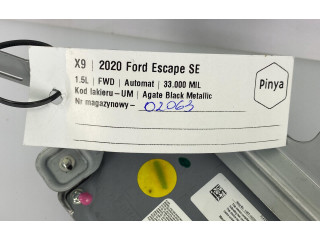 X9 | 2020 Ford Escape SE
1.5L | FWD | Automat | 33.000 MIL
Kod lakieru – UM | Agate Black Metallic
Nr magazynowy – 02063
Pinya